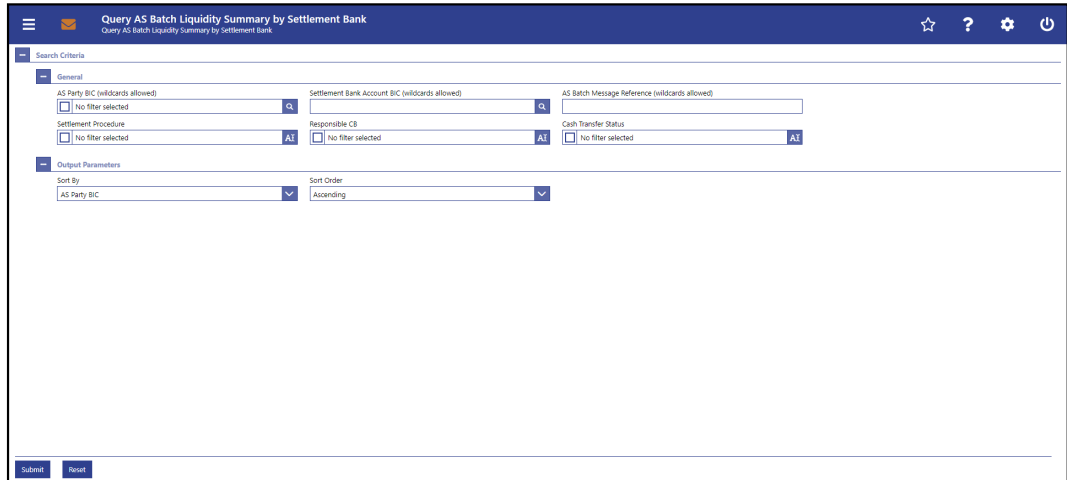 Query AS Batch Liquidity Summary by Settlement Bank
Query AS Batch Liquidity Summary by Settlement Bank
Search Criteria
General
AS Party BIC (wildcards allowed) Settlement Bank Account BIC (wildcards allowed) AS Batch Message Reference (wildcards allowed)
No filter selected
Settlement Procedure Responsible CB Cash Transfer Status
No filter selected AI No filter selected AI No filter selected AI
Output Parameters
Sort By Sort Order
AS Party BIC Ascending
Submit Reset